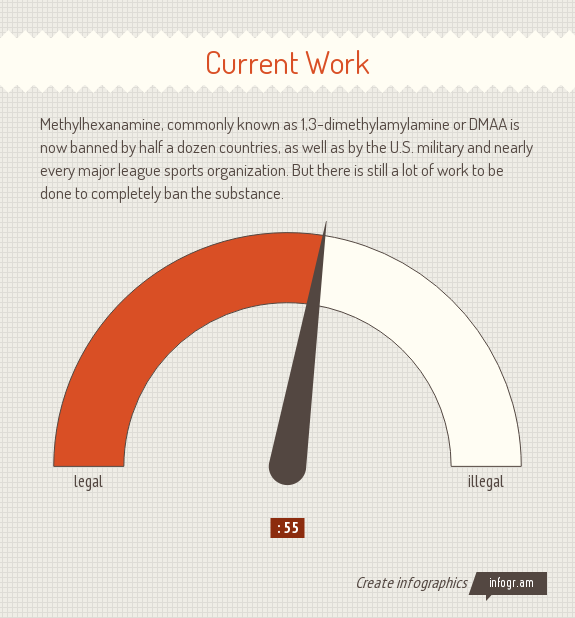 Current Work
Methylhexanamine, commonly known as 1,3-dimethylamylamine or DMAA is
now banned by half a dozen countries, as well as by the U.S. military and nearly
every major league sports organization. But there is still a lot of work to be
done to completely ban the substance.
legal
illegal
: 55
Create infographics infogr.am